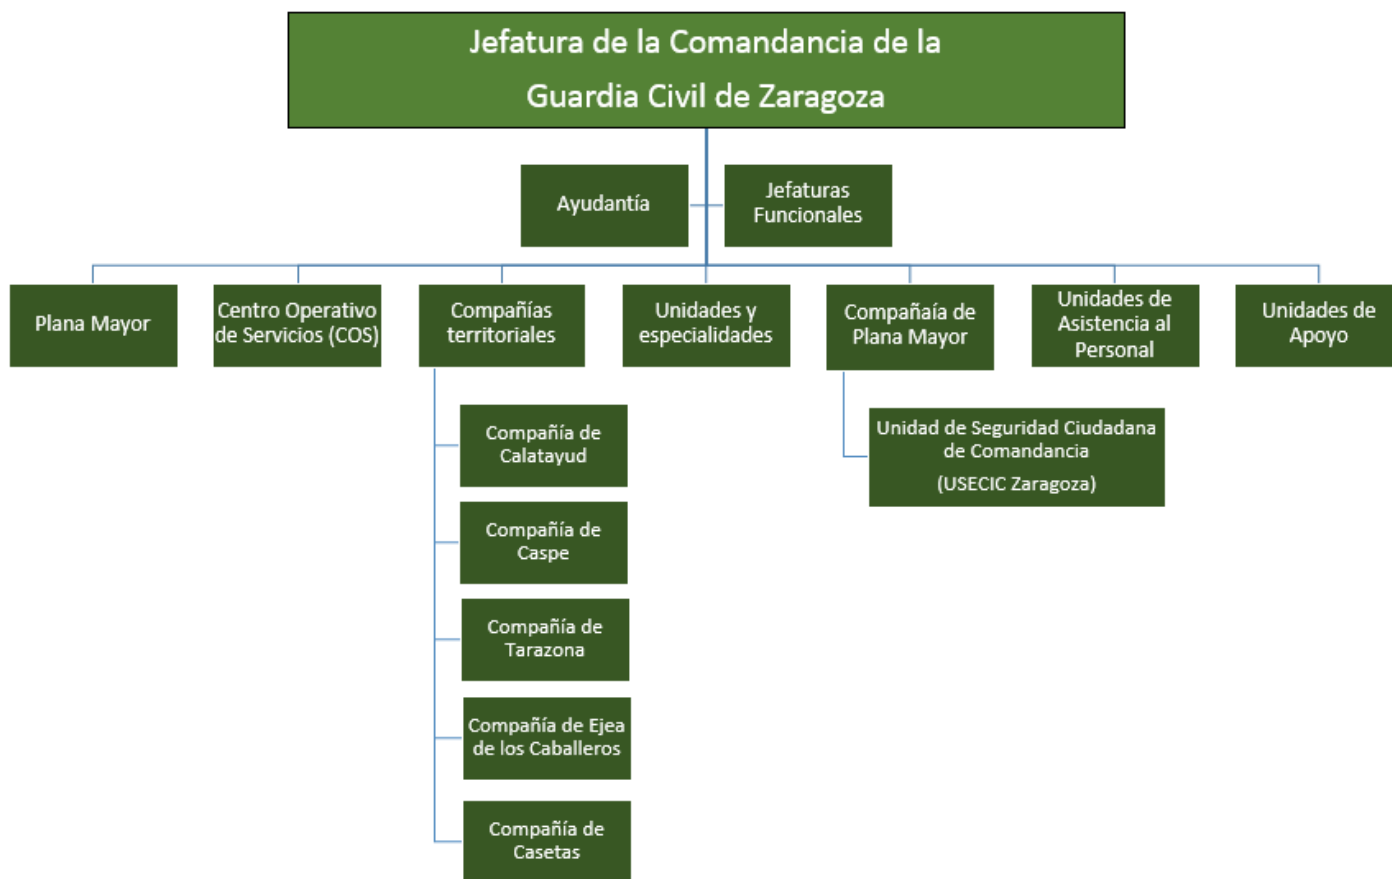 Jefatura de la Comandancia de la
Guardia Civil de Zaragoza
Ayudantía
Jefaturas
Funcionales
Plana Mayor
Centro Operativo
de Servicios (COS)
Compañías
territoriales
Unidades y
especialidades
Compañaía de
Plana Mayor
Unidades de
Asistencia al
Personal
Unidades de
Apoyo
Compañía de
Calatayud
Compañía de
Caspe
Compañía de
Tarazona
Compañía de Ejea
de los Caballeros
Compañía de
Casetas
Unidad de Seguridad Ciudadana
de Comandancia
(USECIC Zaragoza)